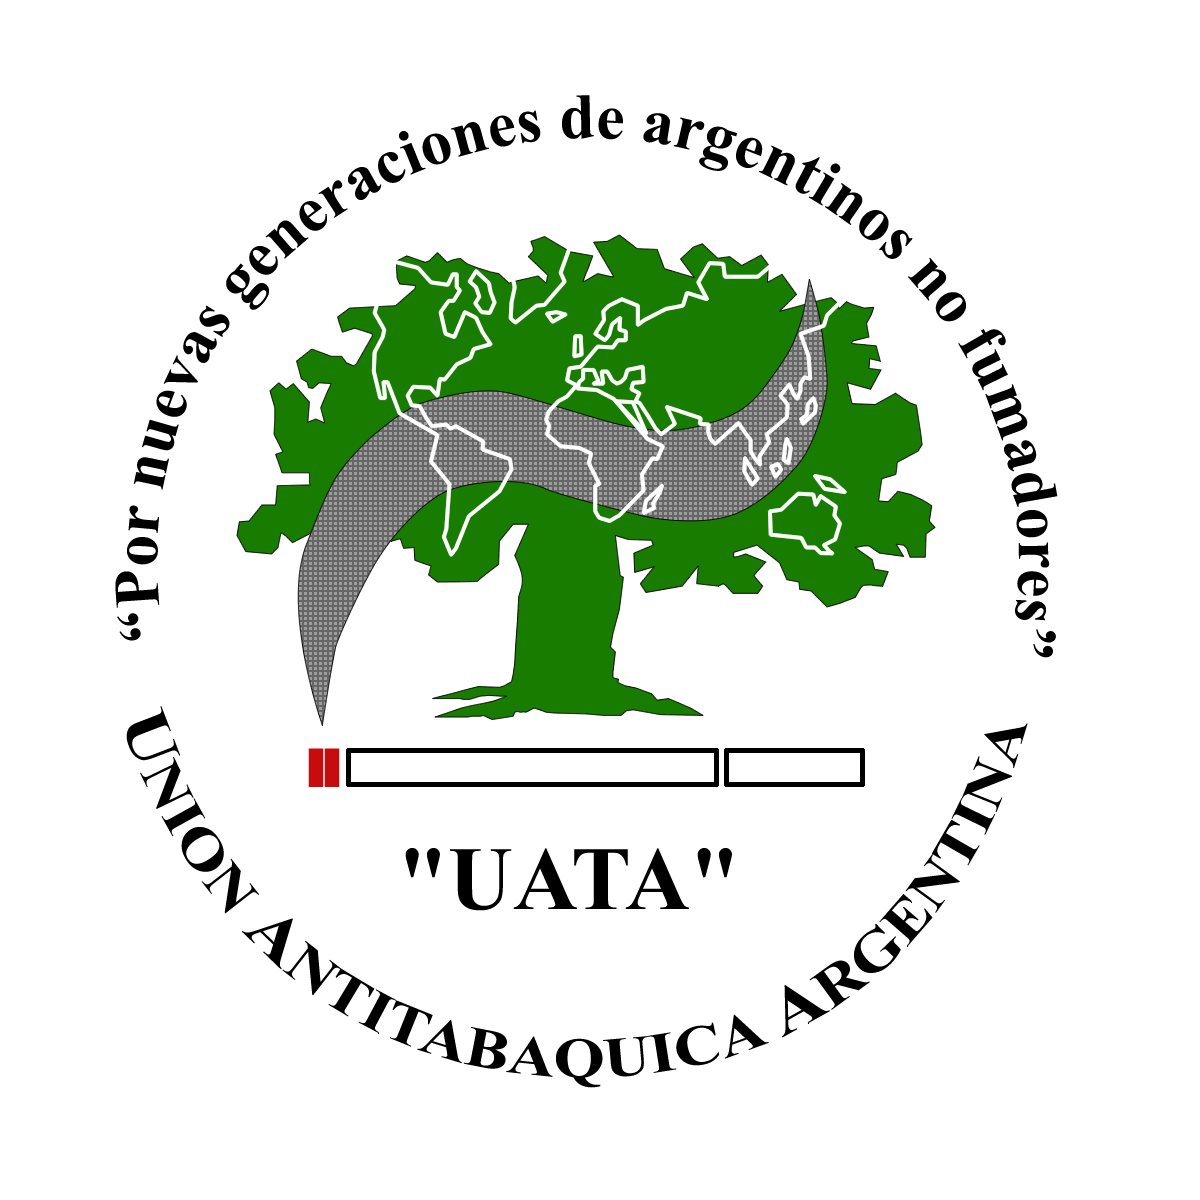 “Por nuevas generaciones de argentinos no fumadores”
"UATA"
UNION ANTITABAQUICA ARGENTINA